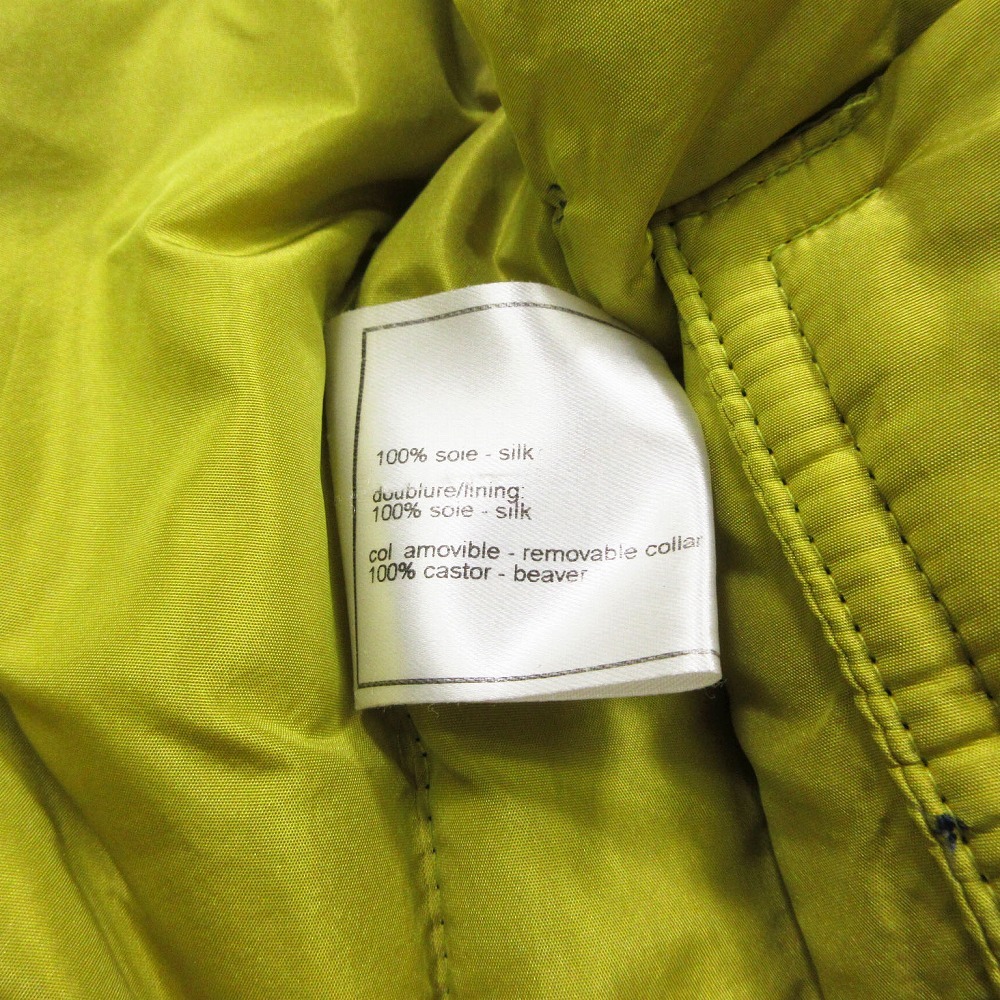 100% soie - silk
doublure/lining:
100% soie - silk
col amovible - removable collar
100% castor - beaver